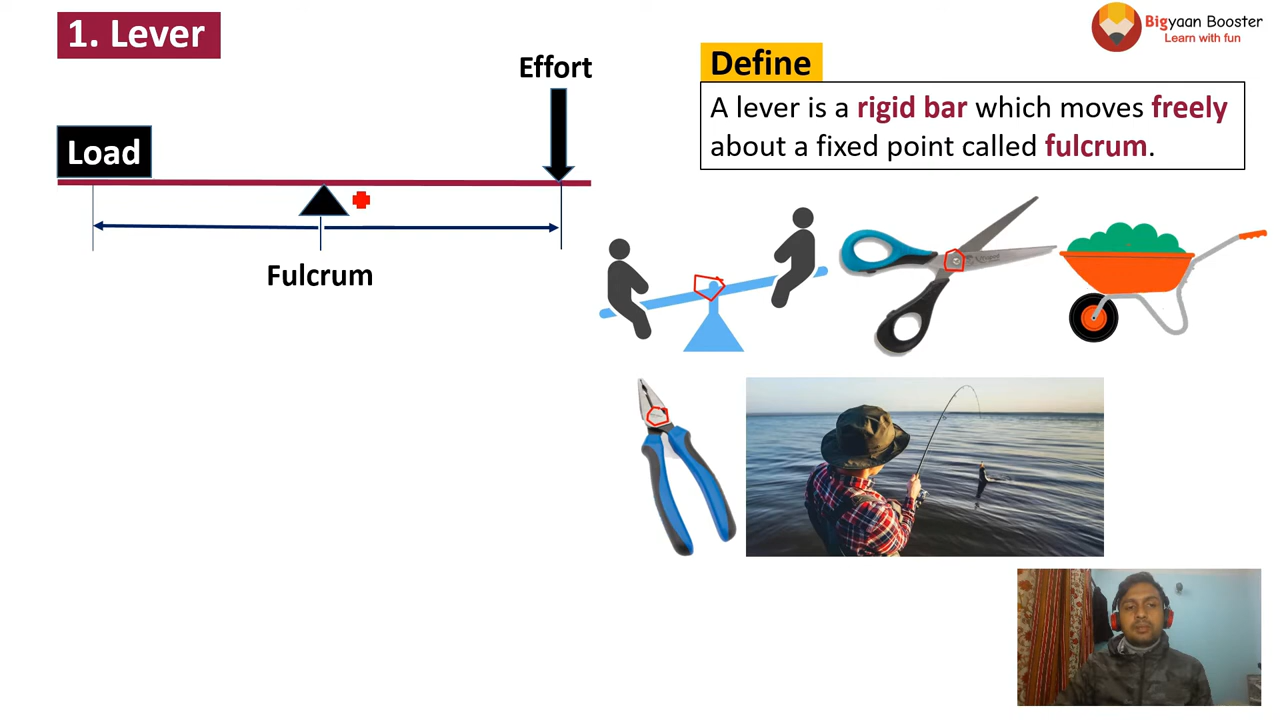 1. Lever
Bigyaan Booster
Learn with fun
Effort
Define
A lever is a rigid bar which moves freely
about a fixed point called fulcrum.
Load
Fulcrum